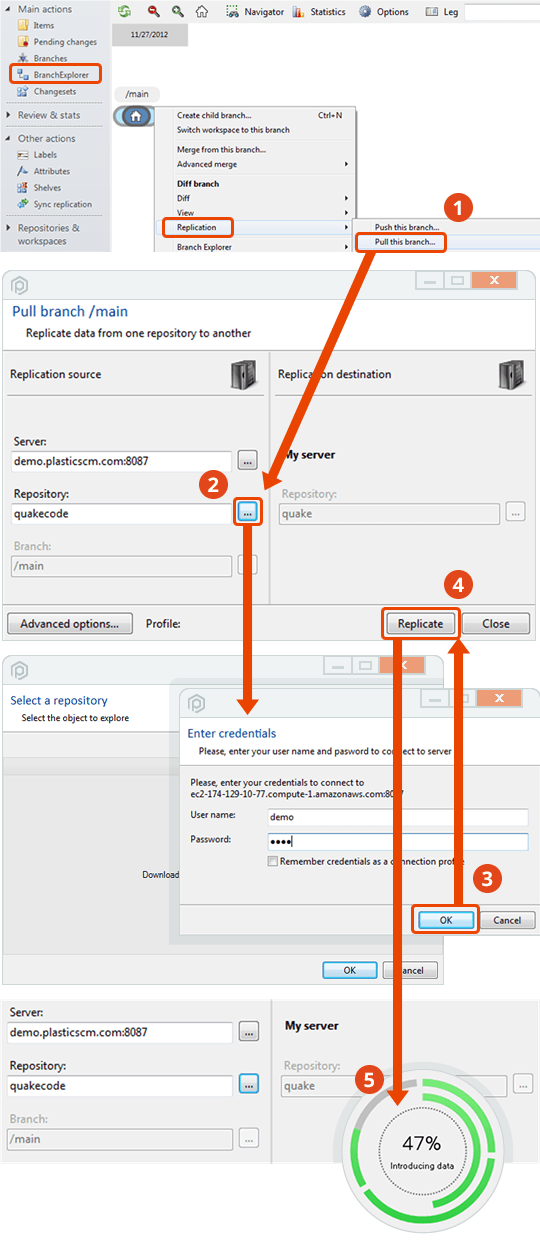 Main actions
Items
Pending changes
Branches
BranchExplorer
Changesets
Review & stats
Other actions
Labels
Attributes
Shelves
Sync replication
Repositories &
workspaces
Navigator
Statistics
Options
Leg
11/27/2012
/main
Create child branch... Ctrl+N
Switch workspace to this branch
Merge from this branch...
Advanced merge
Diff branch
Diff
View
Replication
Branch Explorer
1
Push this branch...
Pull this branch...
Pull branch /main
Replicate data from one repository to another
Replication source
Replication destination
Server:
demo.plasticscm.com:8087 ...
My server
2
Repository:
quakecode ...
Repository:
quake ...
Branch:
/main
4
Advanced options... Profile: Replicate Close
Select a repository
Select the object to explore
Download
Enter credentials
Please, enter your user name and pasword to connect to server
Please, enter your credentials to connect to
ec2-174-129-10-77.compute-1.amazonaws.com:8087
User name: demo
Password: ●●●●
Remember credentials as a connection profile
3
OK Cancel
OK Cancel
Server:
demo.plasticscm.com:8087 ...
My server
Repository:
quakecode ...
Repository:
quake ...
5
Branch:
/main ...
47%
Introducing data